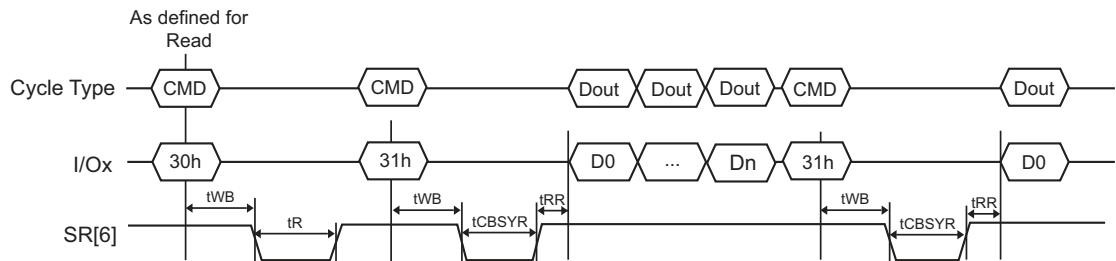 As defined for
Read
Cycle Type CMD CMD Dout Dout Dout CMD Dout
I/Ox 30h 31h D0 ... Dn 31h D0
tWB tR tWB tCBSYR tRR tWB tCBSYR tRR
SR[6]